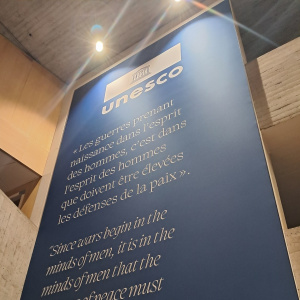 unesco
« Les guerres prenant
naissance dans l'esprit
des hommes, c'est dans
l'esprit des hommes
que doivent être élevées
les défenses de la paix ».
"Since wars begin in the
minds of men, it is in the
minds of men that the
of peace must